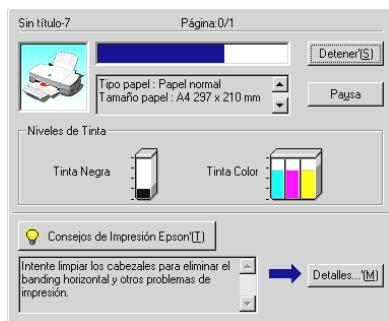 Sin título-7 Página:0/1
Detener'(S)
Tipo papel : Papel normal
Tamaño papel : A4 297 x 210 mm
Pausa
Niveles de Tinta
Tinta Negra Tinta Color
Consejos de Impresión Epson'(I)
Intente limpiar los cabezales para eliminar el
banding horizontal y otros problemas de
impresión.
Detalles...'(M)